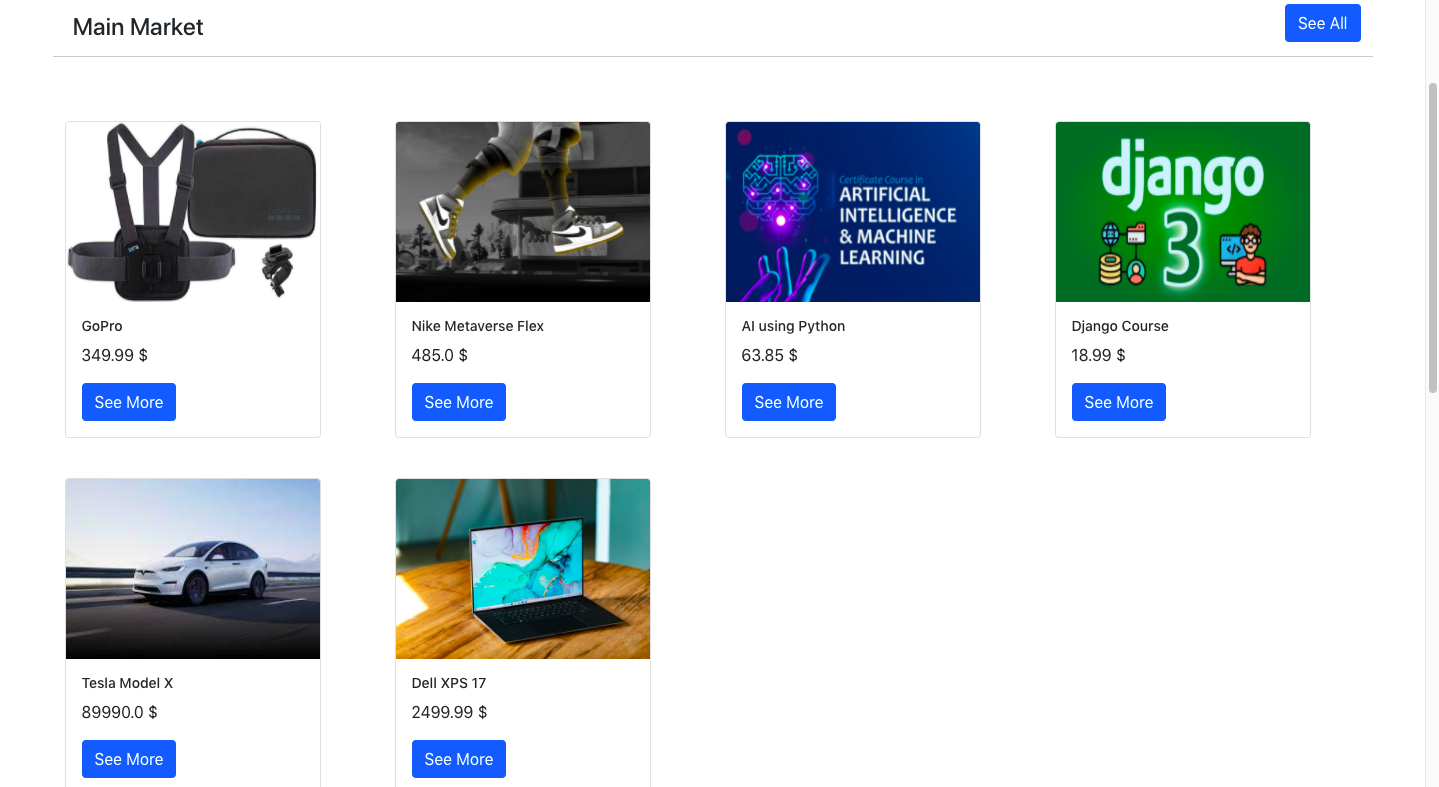 Main Market
See All
Certificate Course in
ARTIFICIAL
INTELLIGENCE
& MACHINE
LEARNING
django
3
GoPro
349.99 $
See More
Nike Metaverse Flex
485.0 $
See More
AI using Python
63.85 $
See More
Django Course
18.99 $
See More
Tesla Model X
89990.0 $
See More
Dell XPS 17
2499.99 $
See More